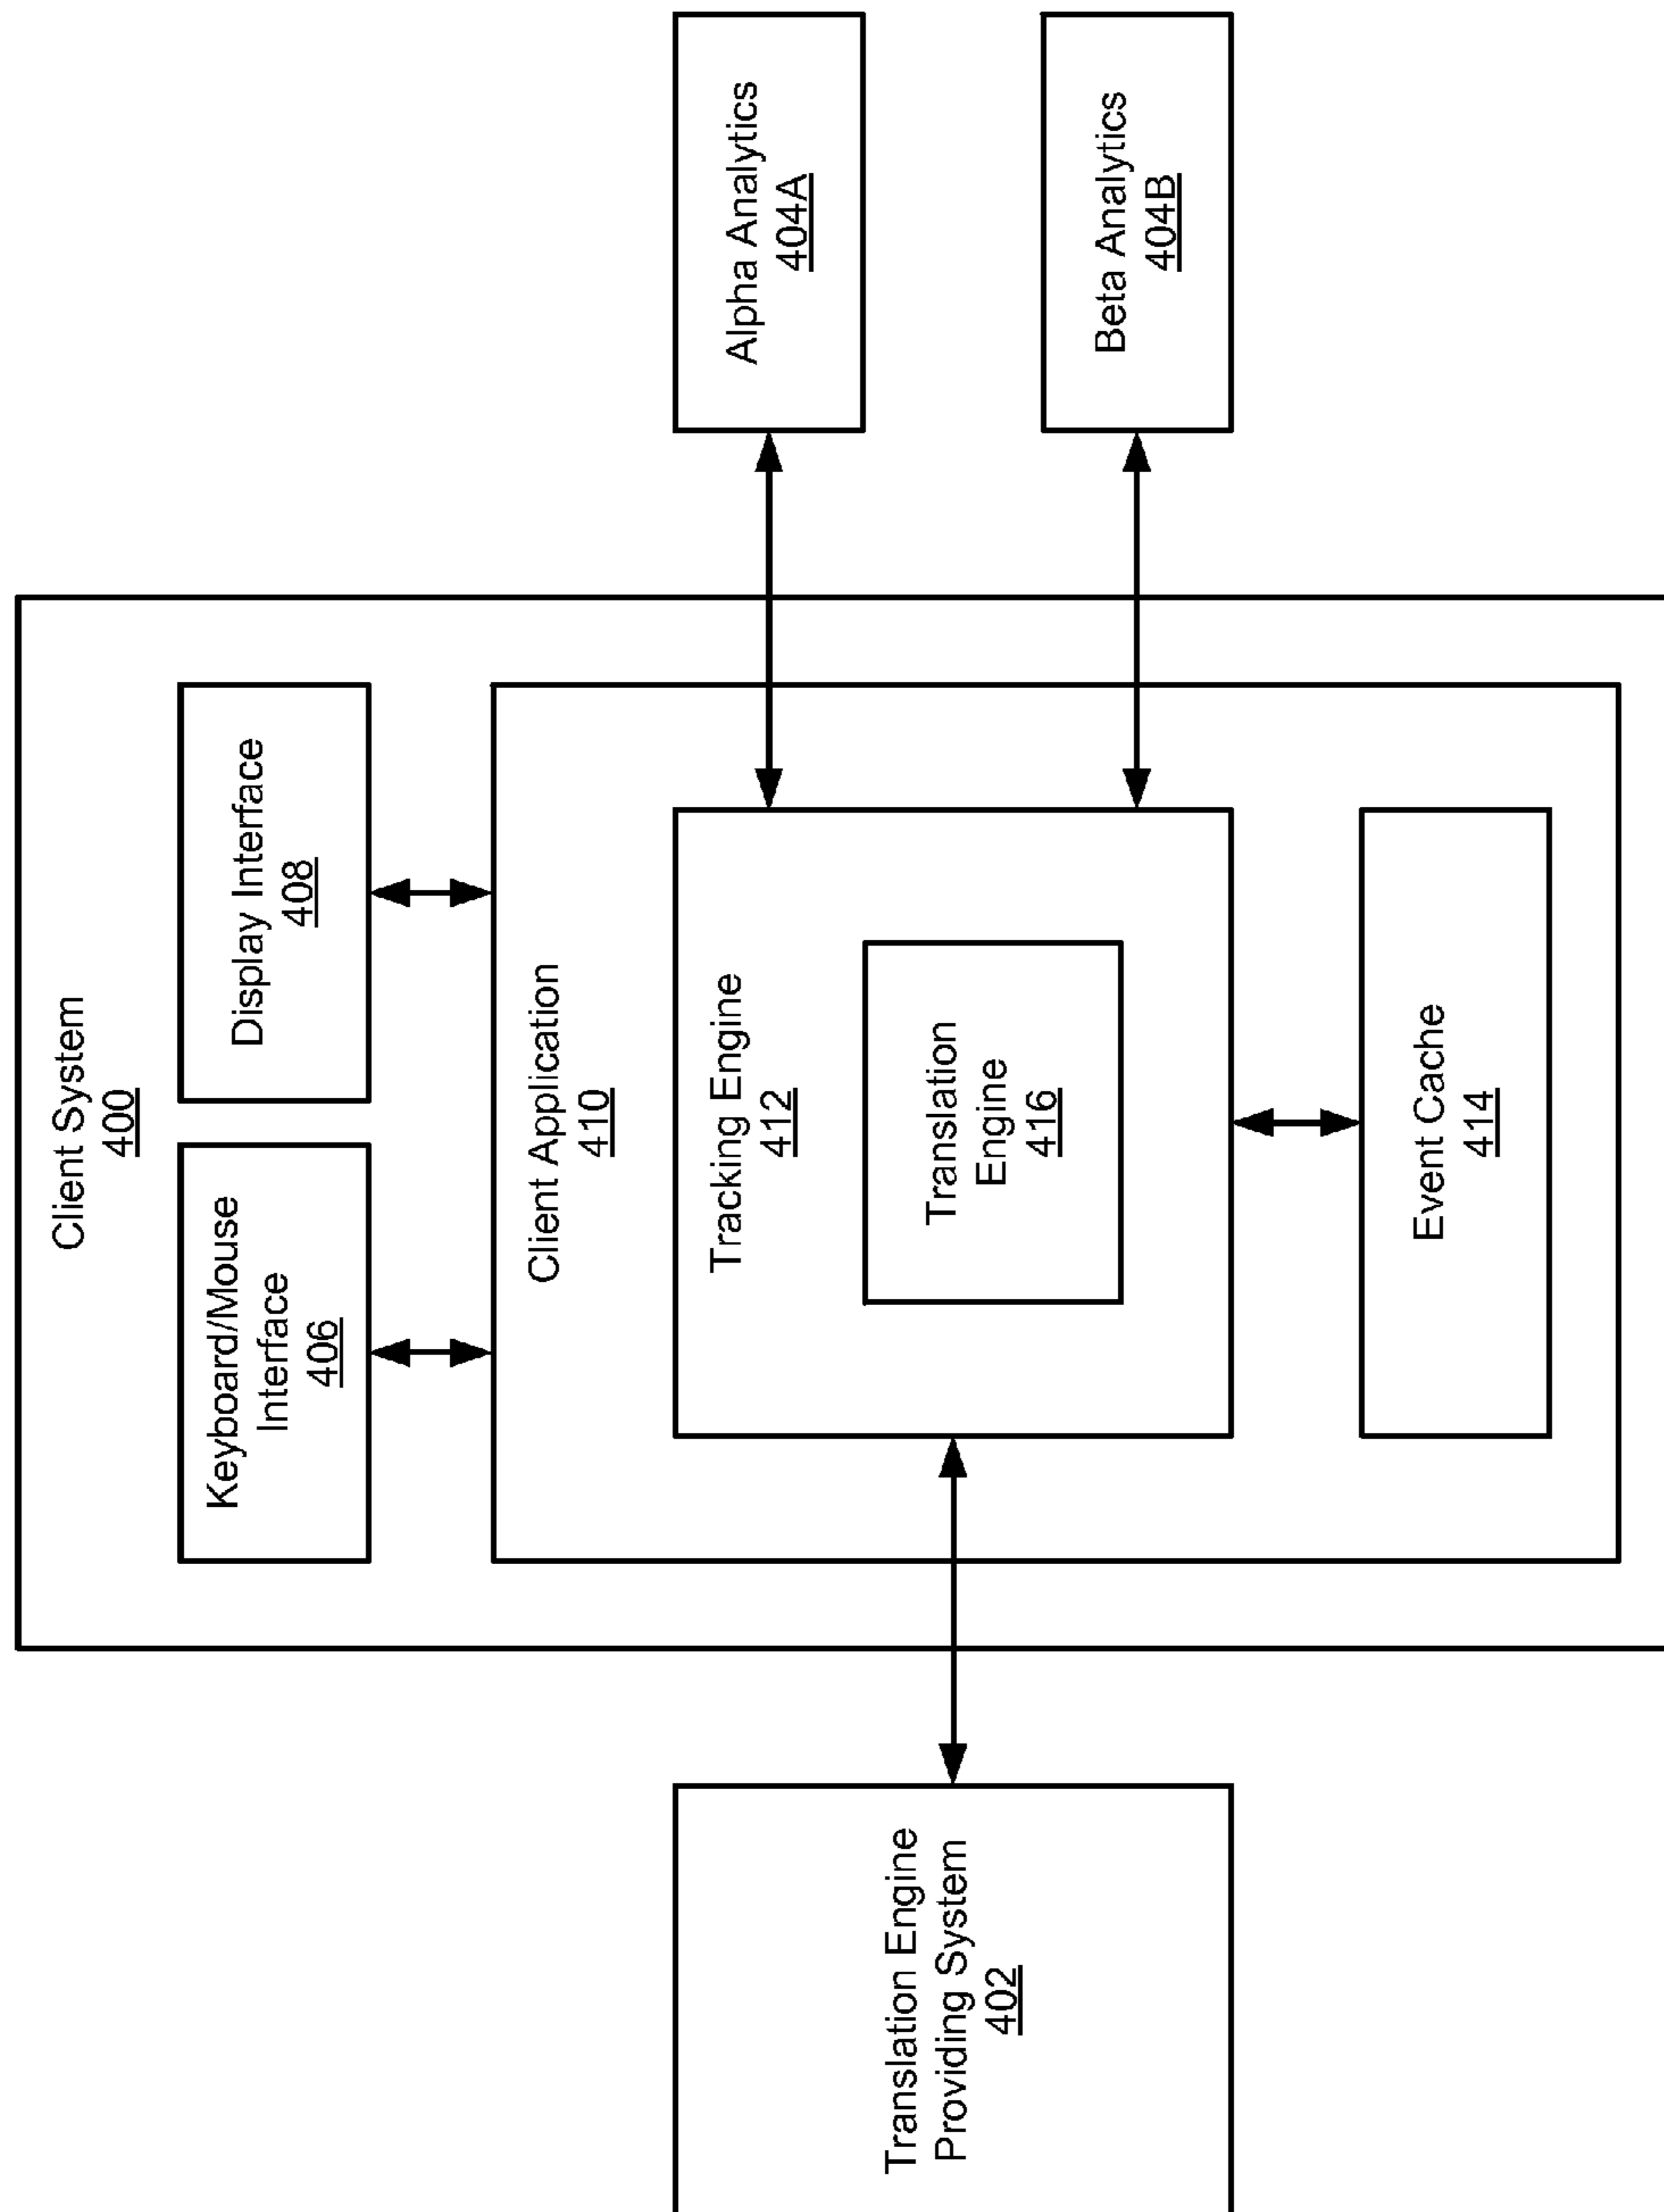 Client System
400
Keyboard/Mouse
Interface
406
Display Interface
408
Client Application
410
Tracking Engine
412
Translation
Engine
416
Event Cache
414
Translation Engine
Providing System
402
Alpha Analytics
404A
Beta Analytics
404B